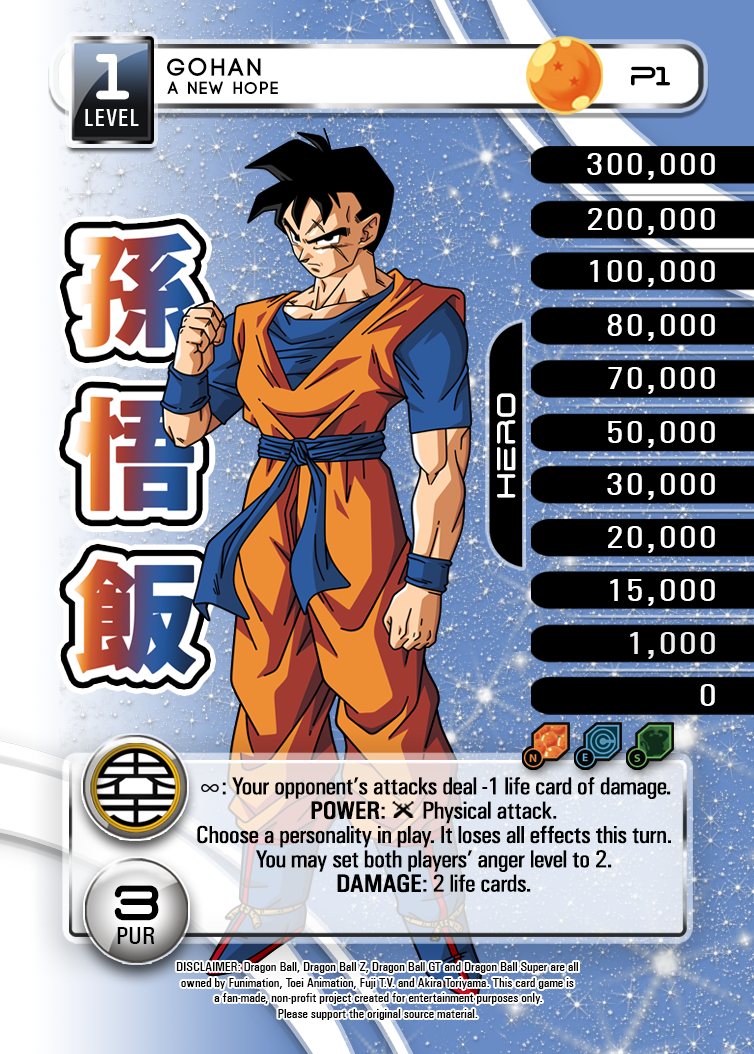 1
LEVEL
GOHAN
A NEW HOPE
P1
孫
悟
飯
HERO
300,000
200,000
100,000
80,000
70,000
50,000
30,000
20,000
15,000
1,000
0
N E S
∞: Your opponent's attacks deal -1 life card of damage.
POWER: Physical attack.
Choose a personality in play. It loses all effects this turn.
You may set both players' anger level to 2.
DAMAGE: 2 life cards.
3
PUR
DISCLAIMER: Dragon Ball, Dragon Ball Z, Dragon Ball GT and Dragon Ball Super are all
owned by Funimation, Toei Animation, Fuji T.V. and Akira Toriyama. This card game is
a fan-made, non-profit project created for entertainment purposes only.
Please support the original source material.